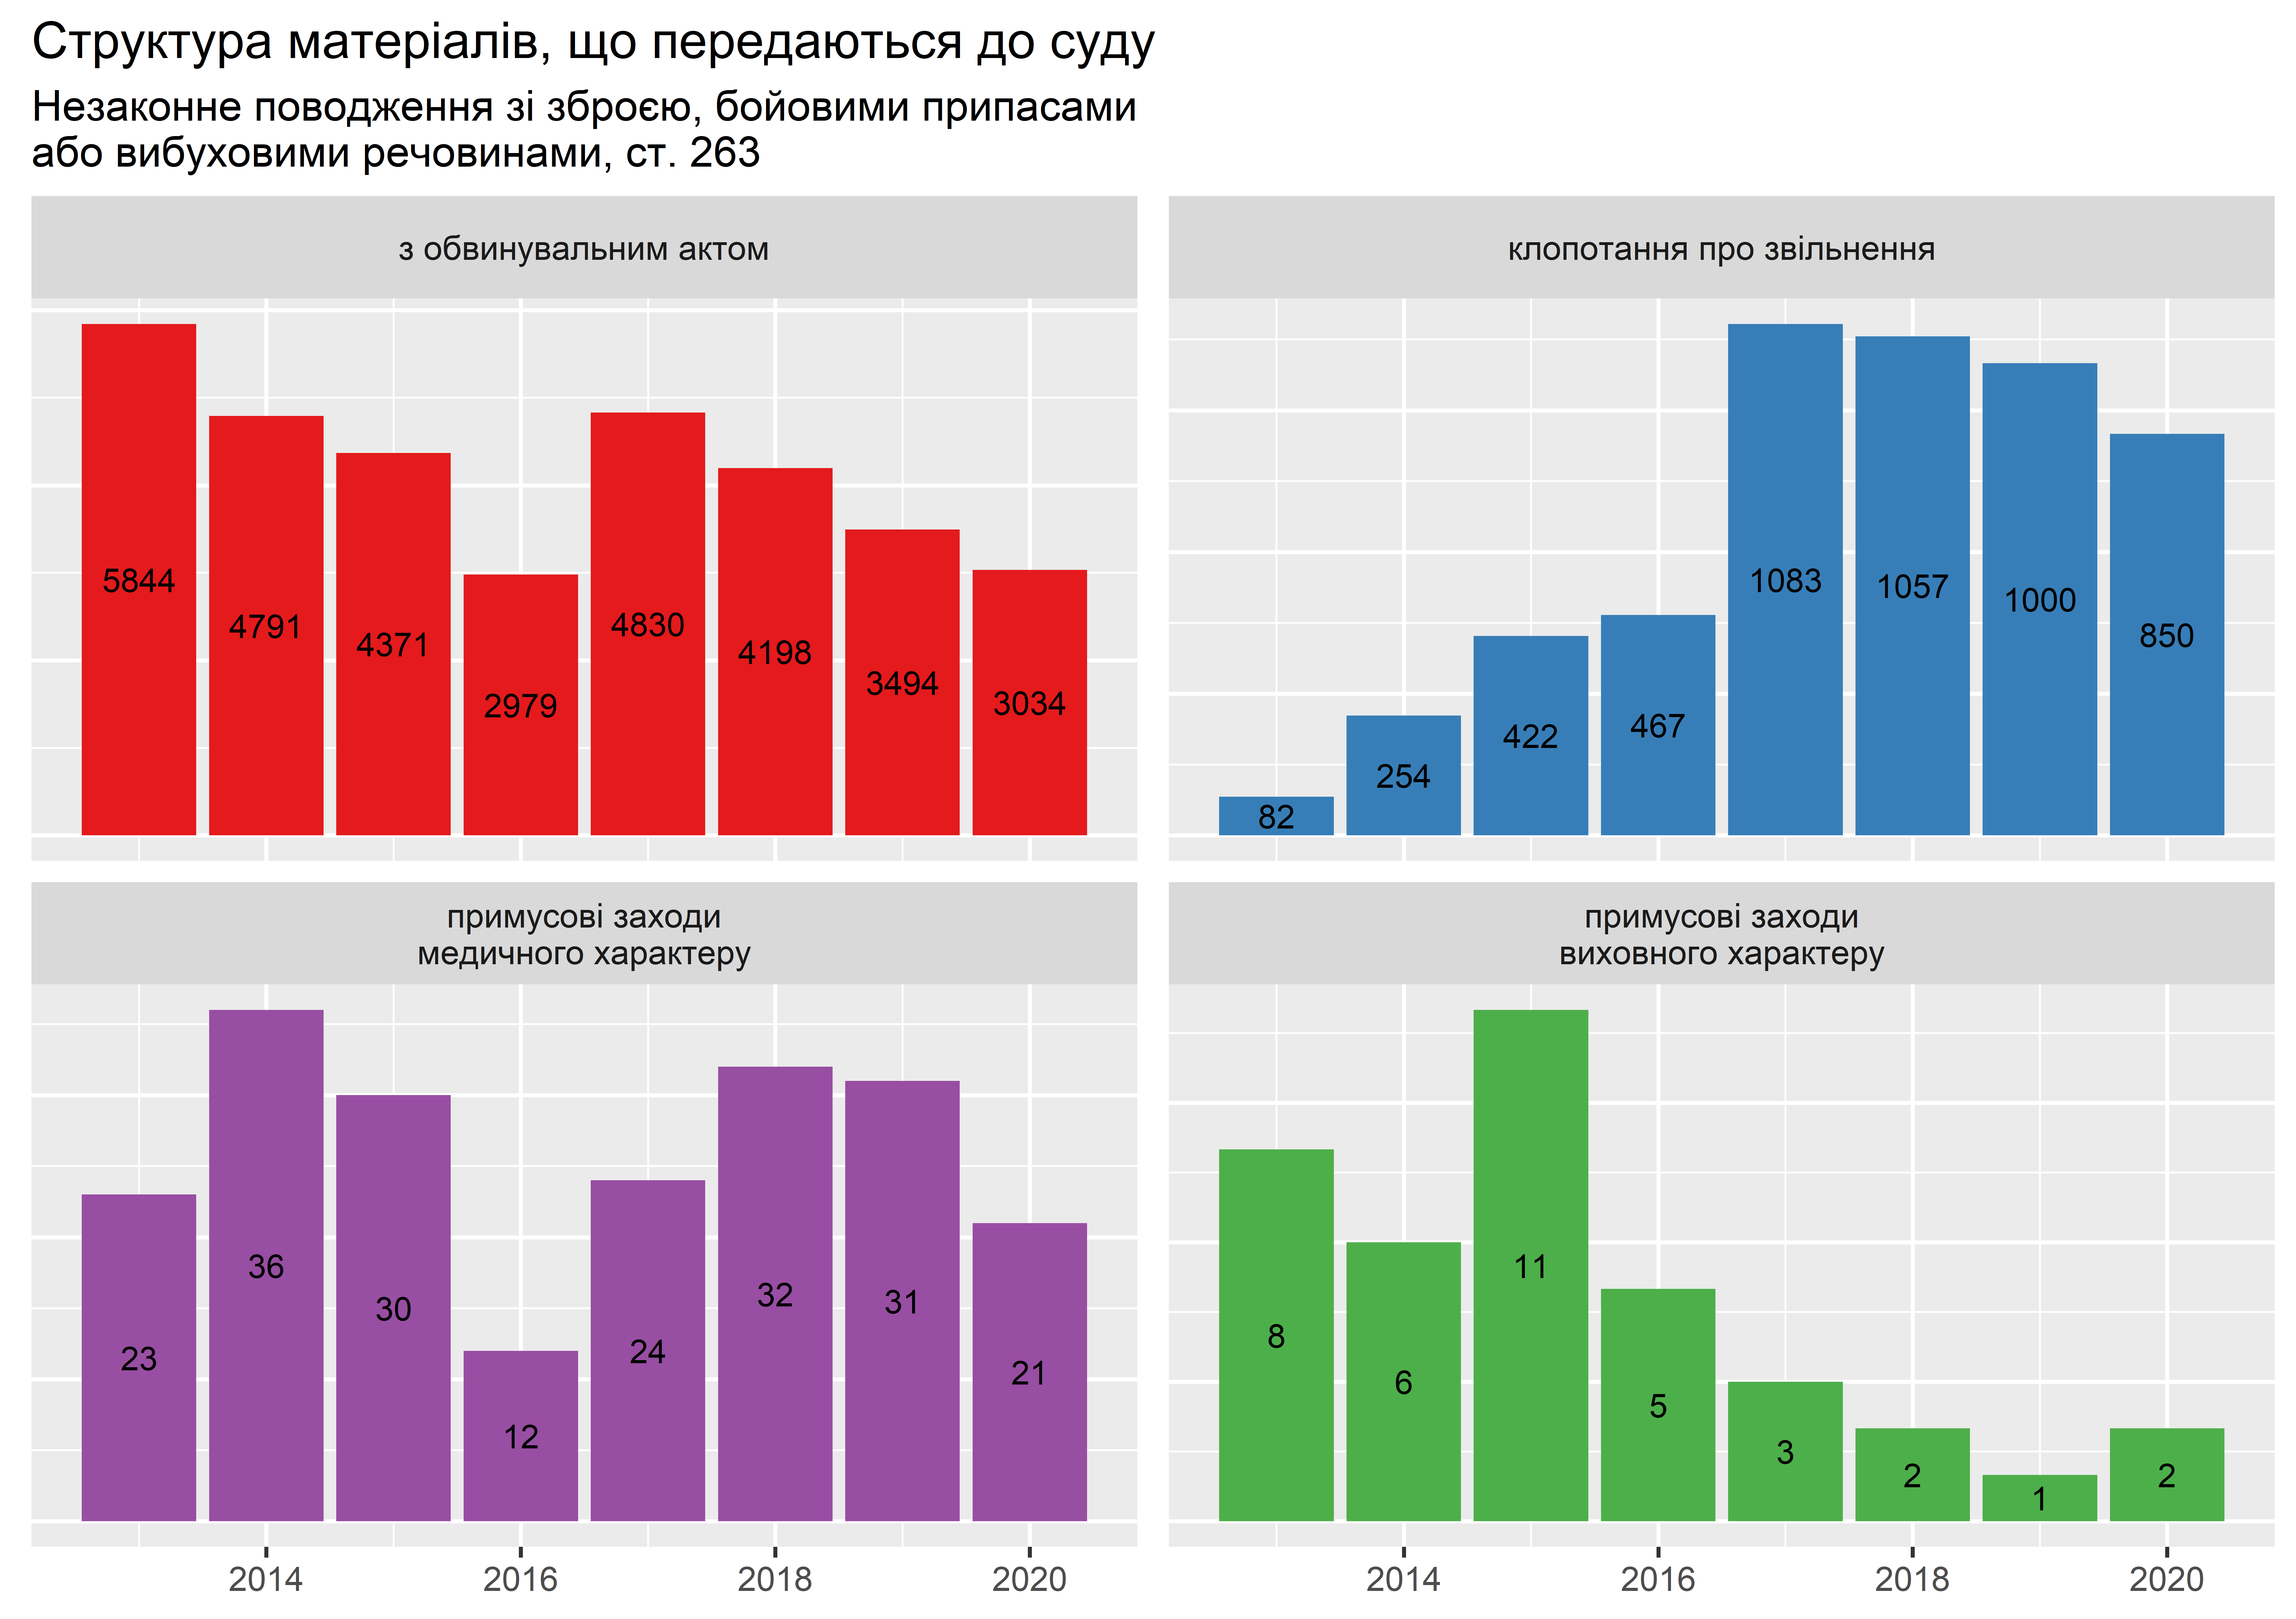 Структура матеріалів, що передаються до суду
Незаконне поводження зі зброєю, бойовими припасами
або вибуховими речовинами, ст. 263
з обвинувальним актом
5844
4791
4371
2979
4830
4198
3494
3034
клопотання про звільнення
82
254
422
467
1083
1057
1000
850
примусові заходи
медичного характеру
23
36
30
12
24
32
31
21
2014 2016 2018 2020
примусові заходи
виховного характеру
8
6
11
5
3
2
1
2
2014 2016 2018 2020